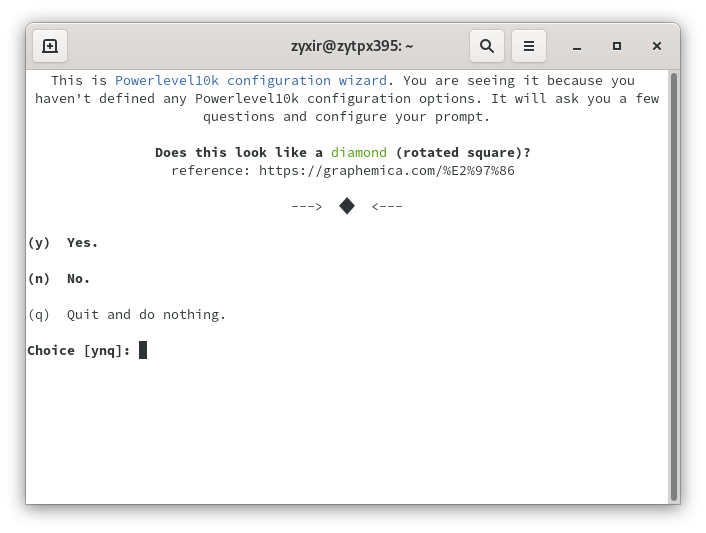 zyxir@zytpx395: ~
This is Powerlevel10k configuration wizard. You are seeing it because you
haven't defined any Powerlevel10k configuration options. It will ask you a few
questions and configure your prompt.
Does this look like a diamond (rotated square)?
reference: https://graphemica.com/%E2%97%86
---> ◆ <---
(y) Yes.
(n) No.
(q) Quit and do nothing.
Choice [ynq]: